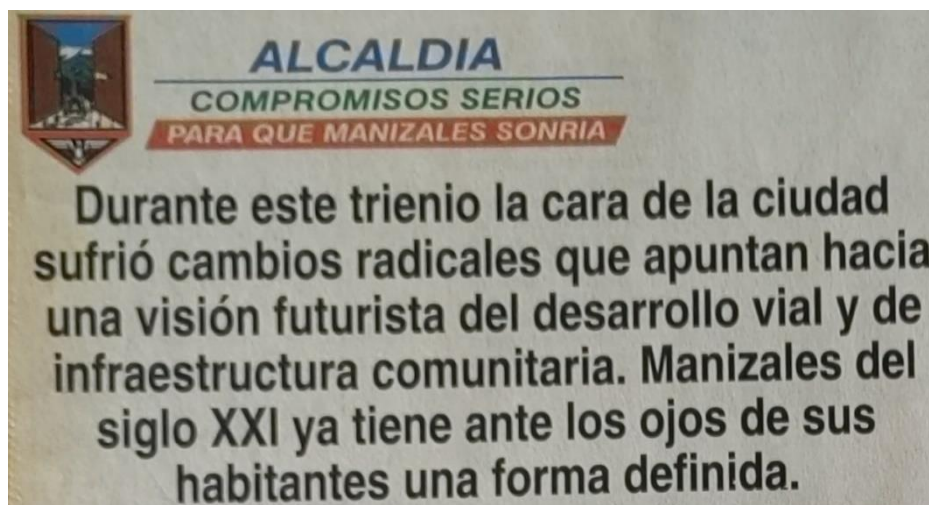 ALCALDIA
COMPROMISOS SERIOS
PARA QUE MANIZALES SONRIA
Durante este trienio la cara de la ciudad
sufrió cambios radicales que apuntan hacia
una visión futurista del desarrollo vial y de
infraestructura comunitaria. Manizales del
siglo XXI ya tiene ante los ojos de sus
habitantes una forma definida.